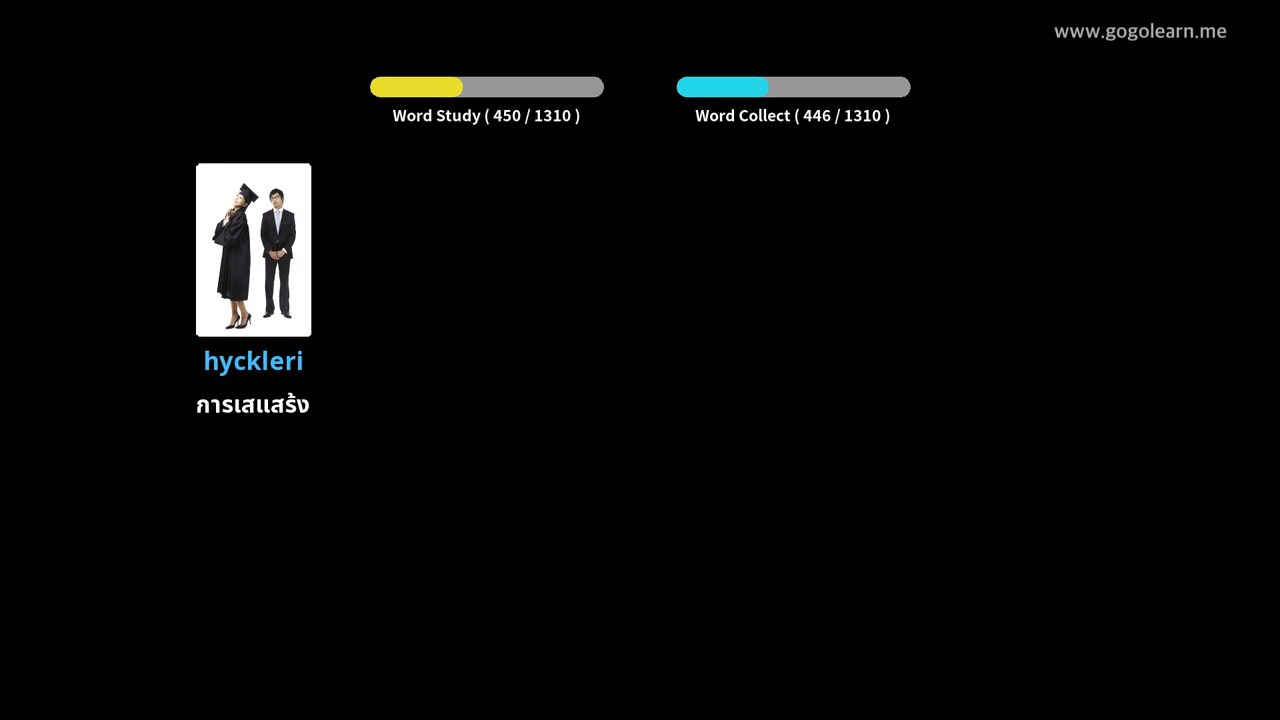 www.gogolearn.me
Word Study ( 450 / 1310 )
Word Collect ( 446 / 1310 )
hyckleri
การเสแสร้ง